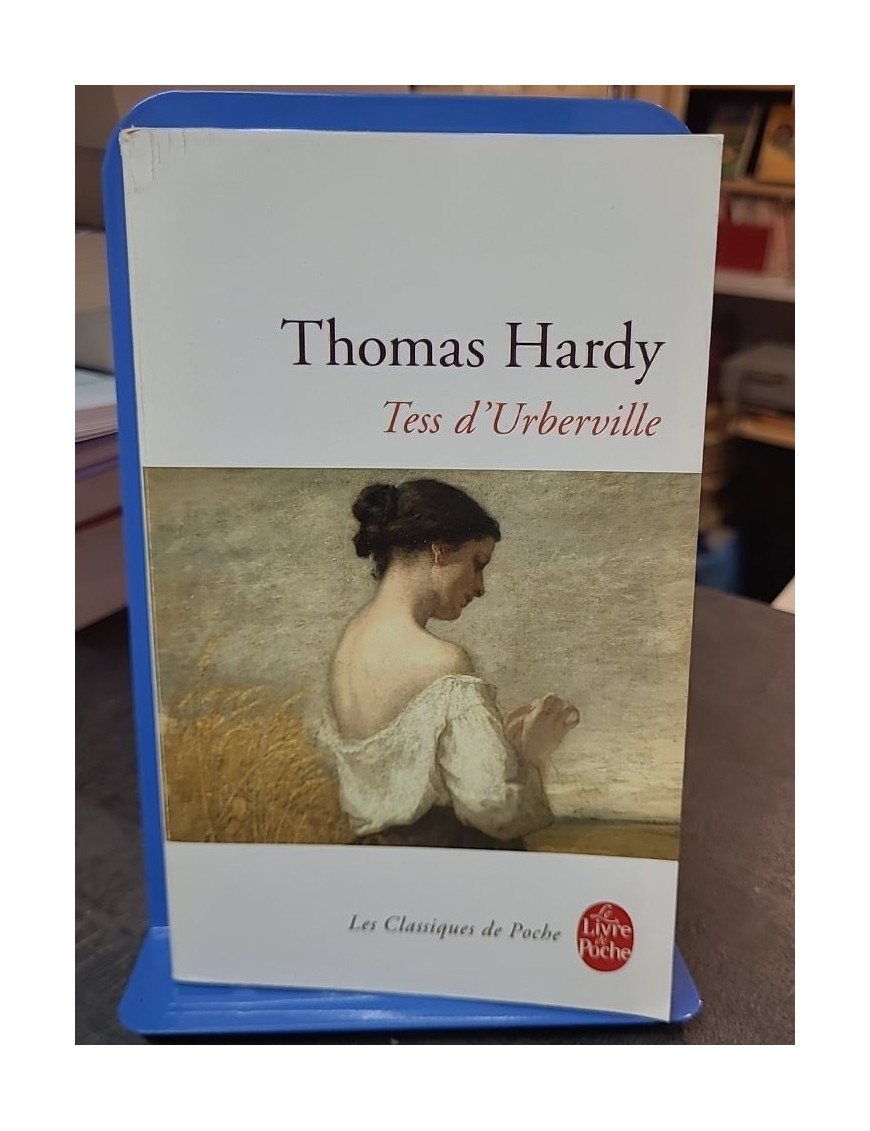 Thomas Hardy
Tess d'Urberville
Les Classiques de Poche
Le
Livre
de
Poche